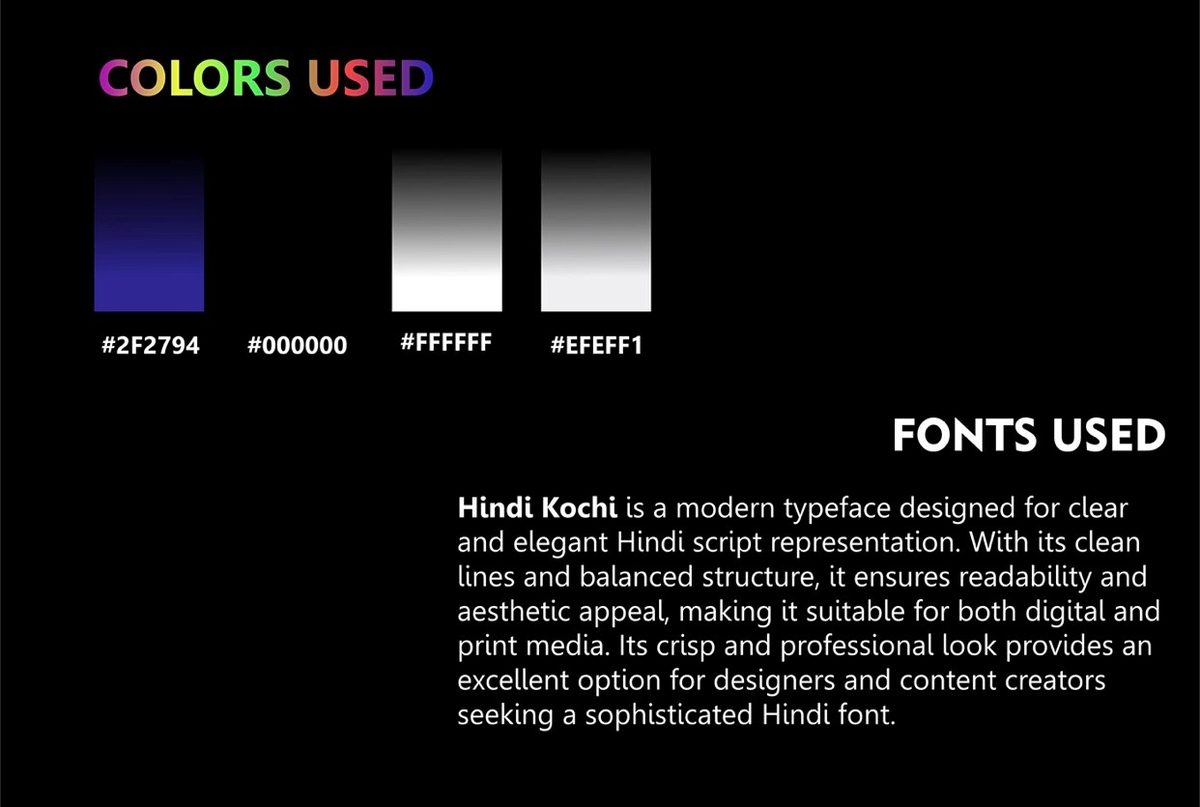 COLORS USED
#2F2794
#000000
#FFFFFF
#EFEFF1
FONTS USED
Hindi Kochi is a modern typeface designed for clear
and elegant Hindi script representation. With its clean
lines and balanced structure, it ensures readability and
aesthetic appeal, making it suitable for both digital and
print media. Its crisp and professional look provides an
excellent option for designers and content creators
seeking a sophisticated Hindi font.